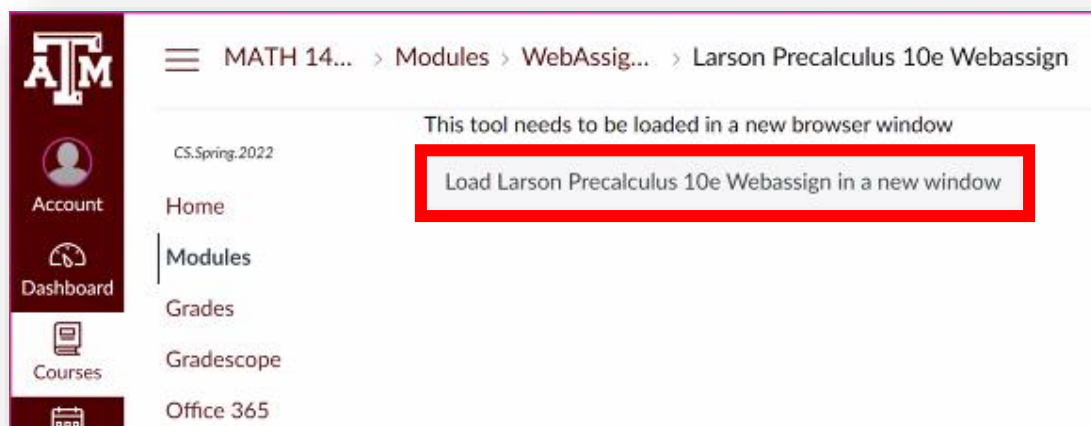 ATM
MATH 14... > Modules > WebAssig... > Larson Precalculus 10e Webassign
This tool needs to be loaded in a new browser window
CS.Spring.2022
Load Larson Precalculus 10e Webassign in a new window
Account
Home
Modules
Dashboard
Grades
Courses
Gradescope
Office 365